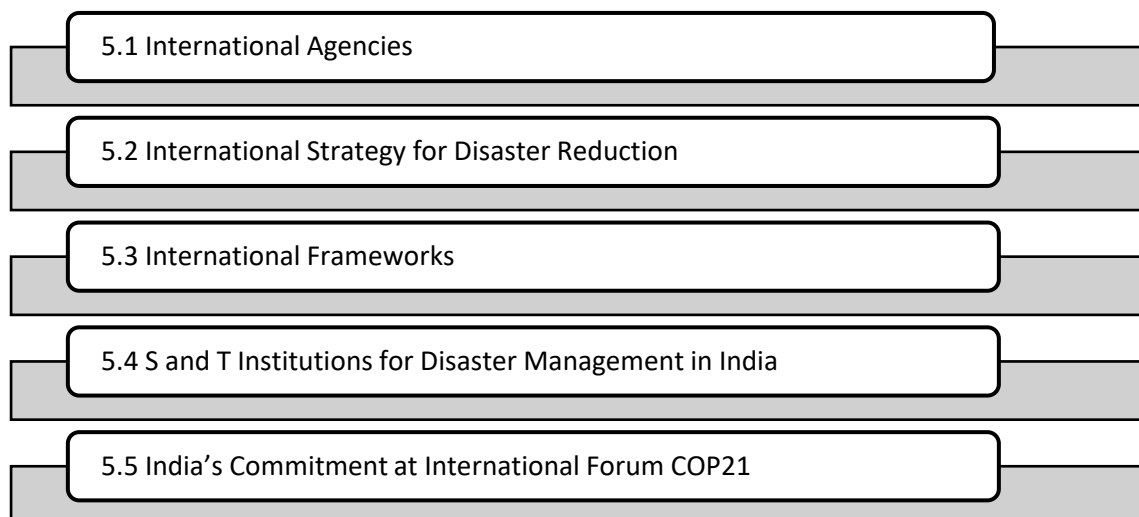 5.1 International Agencies
5.2 International Strategy for Disaster Reduction
5.3 International Frameworks
5.4 S and T Institutions for Disaster Management in India
5.5 India’s Commitment at International Forum COP21